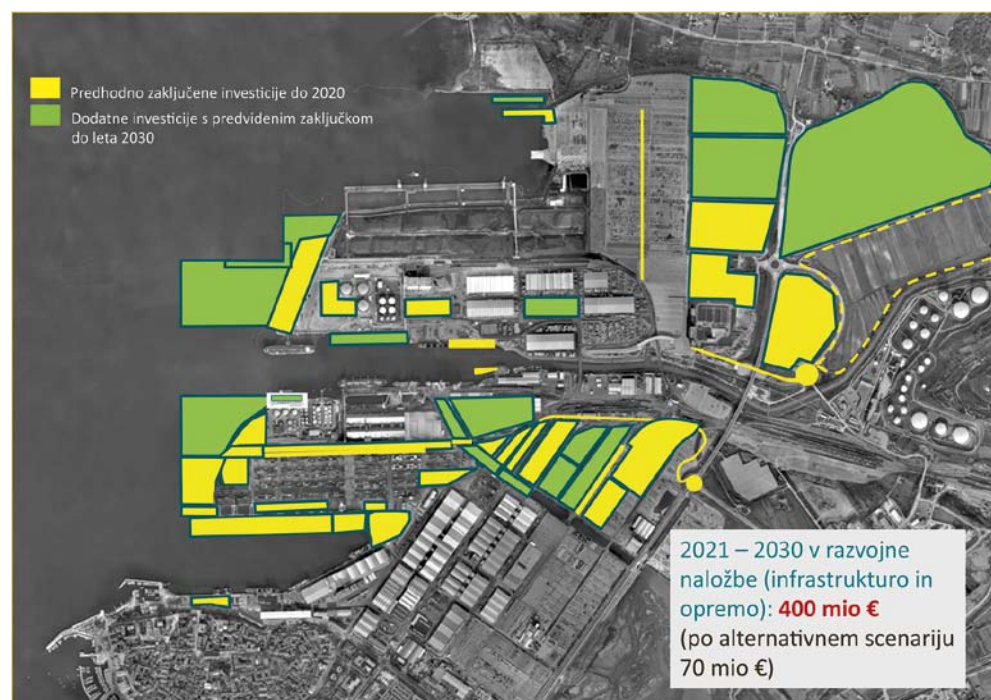 Predhodno zaključene investicije do 2020
Dodatne investicije s predvidenim zaključkom
do leta 2030
2021 – 2030 v razvojne
naložbe (infrastrukturo in
opremo): 400 mio €
(po alternativnem scenariju
70 mio €)